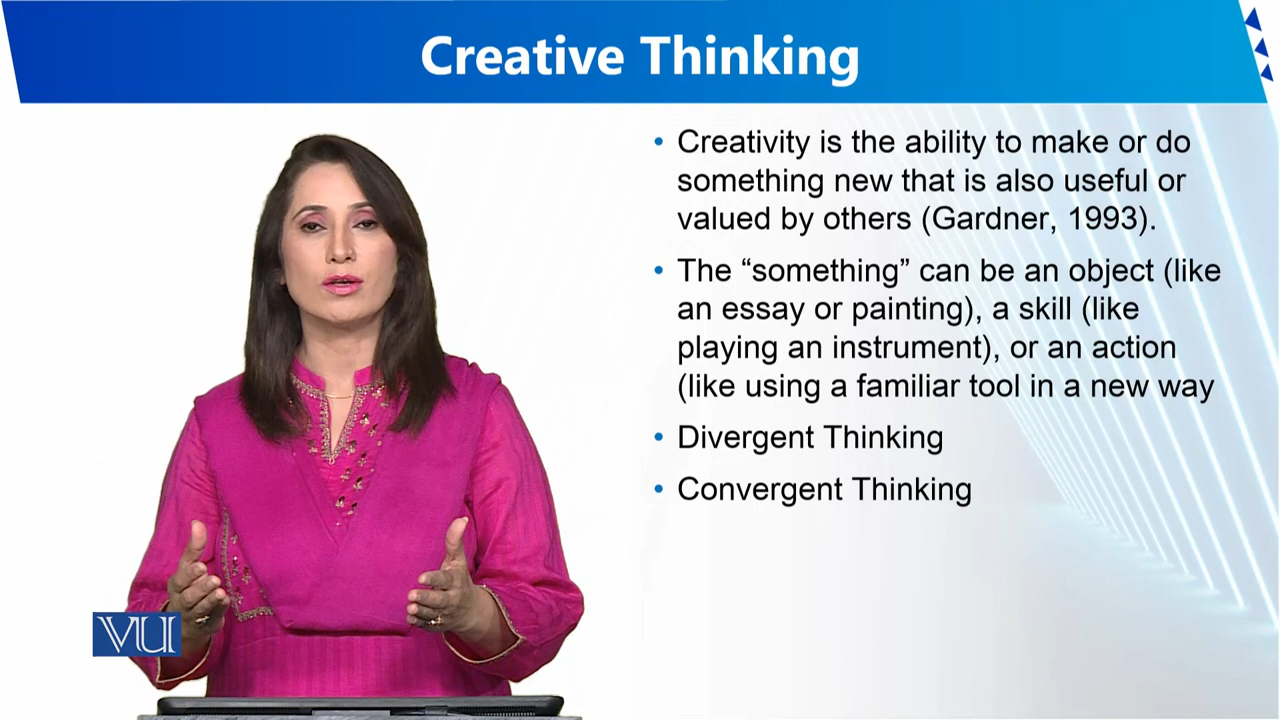 Creative Thinking
• Creativity is the ability to make or do
something new that is also useful or
valued by others (Gardner, 1993).
• The “something” can be an object (like
an essay or painting), a skill (like
playing an instrument), or an action
(like using a familiar tool in a new way
• Divergent Thinking
• Convergent Thinking
VU